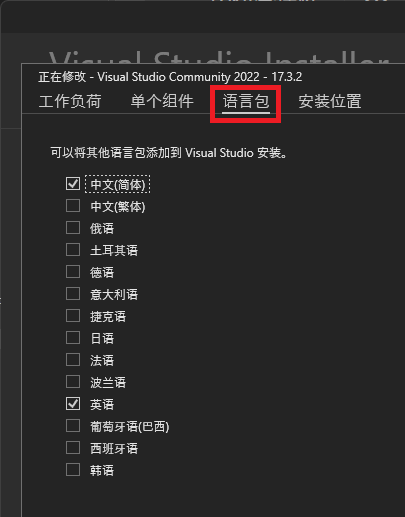 Visual Studio Installer
正在修改 - Visual Studio Community 2022 - 17.3.2
工作负荷 单个组件 语言包 安装位置
可以将其他语言包添加到 Visual Studio 安装。
中文(简体)
中文(繁体)
俄语
土耳其语
德语
意大利语
捷克语
日语
法语
波兰语
英语
葡萄牙语(巴西)
西班牙语
韩语